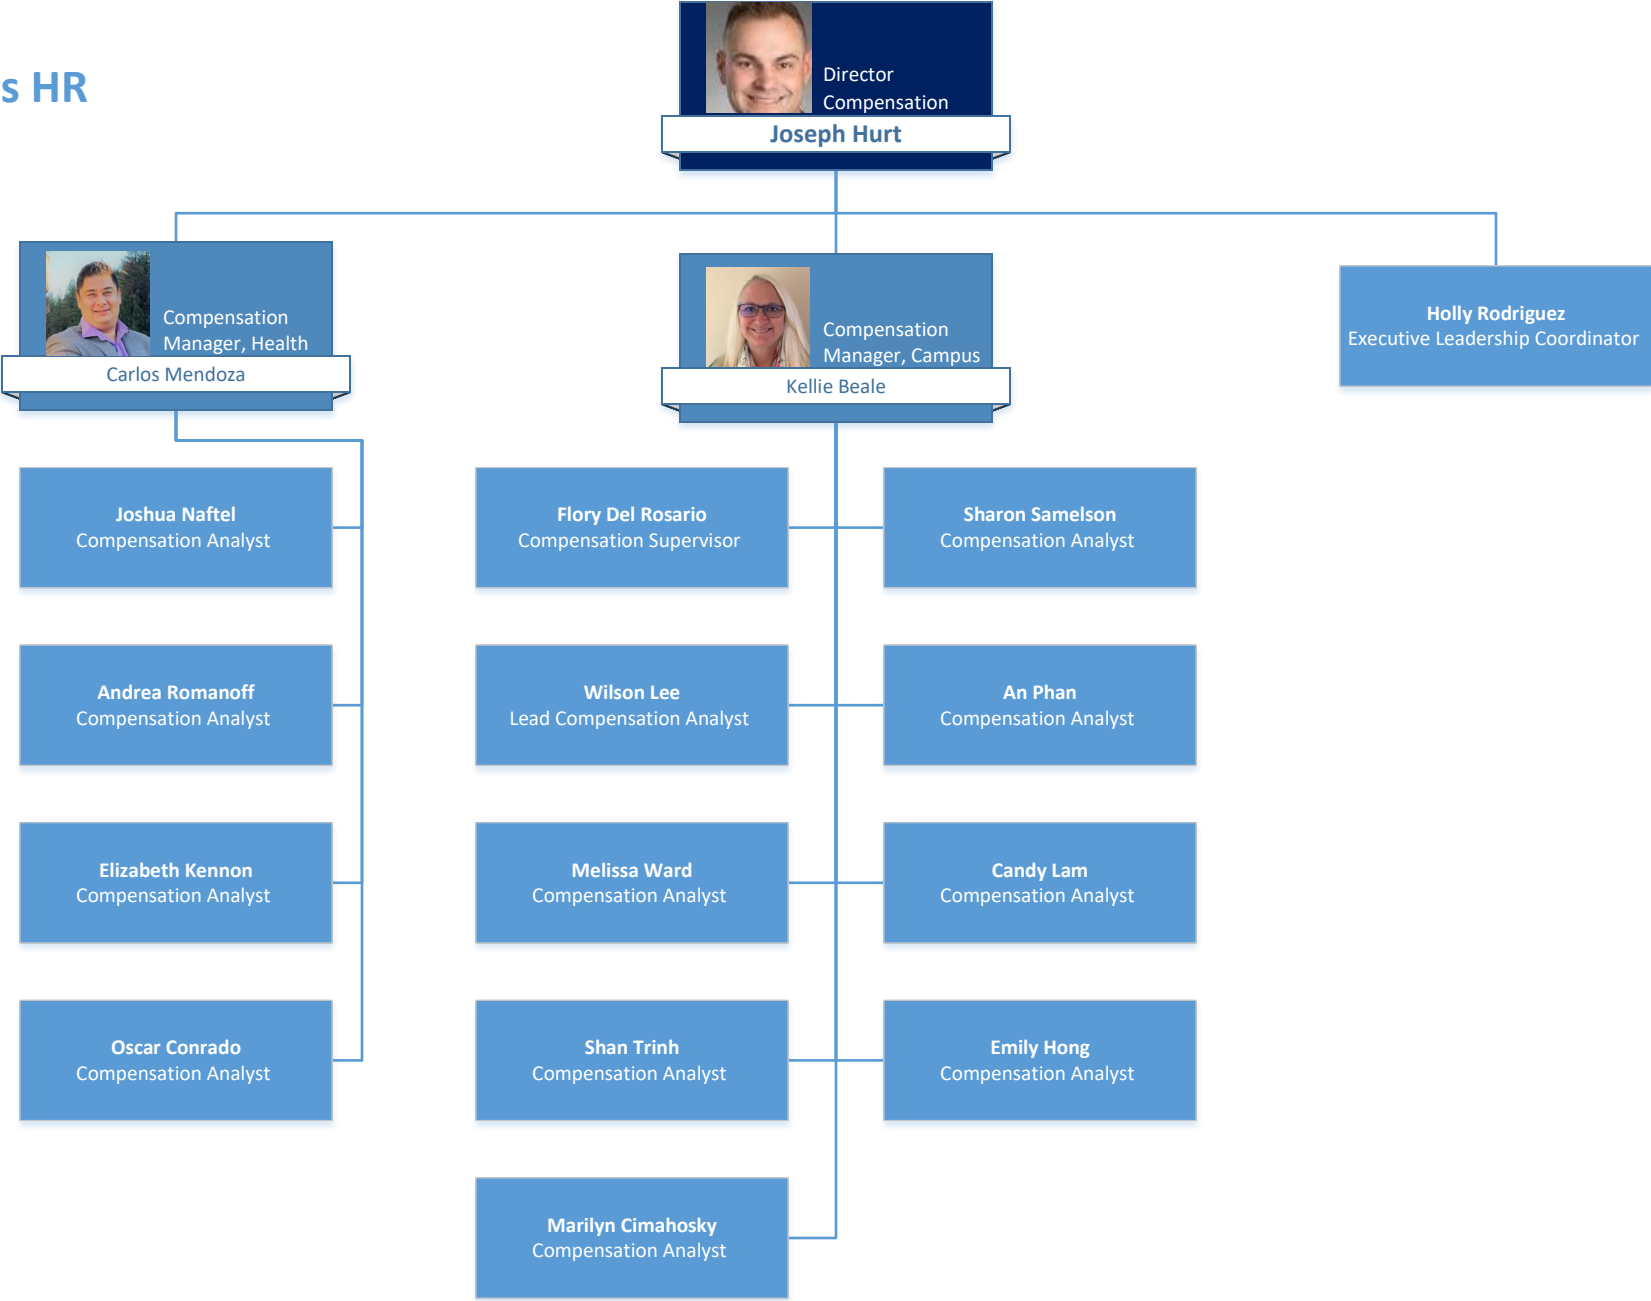 s HR
Director
Compensation
Joseph Hurt
Compensation
Manager, Health
Carlos Mendoza
Compensation
Manager, Campus
Kellie Beale
Holly Rodriguez
Executive Leadership Coordinator
Joshua Naftel
Compensation Analyst
Flory Del Rosario
Compensation Supervisor
Sharon Samelson
Compensation Analyst
Andrea Romanoff
Compensation Analyst
Wilson Lee
Lead Compensation Analyst
An Phan
Compensation Analyst
Elizabeth Kennon
Compensation Analyst
Melissa Ward
Compensation Analyst
Candy Lam
Compensation Analyst
Oscar Conrado
Compensation Analyst
Shan Trinh
Compensation Analyst
Emily Hong
Compensation Analyst
Marilyn Cimahosky
Compensation Analyst